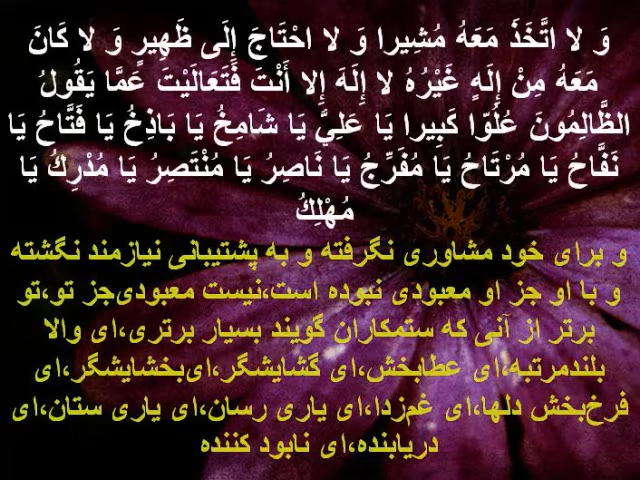 وَ لا اتَّخَذَ مَعَهُ مُشِيرا وَ لا احْتَاجَ إِلَى ظَهِيرٍ وَ لا كَانَ
مَعَهُ مِنْ إِلَهٍ غَيْرُهُ لا إِلَهَ إِلا أَنْتَ فَتَعَالَيْتَ عَمَّا يَقُولُ
الظَّالِمُونَ عُلُوّا كَبِيرا يَا عَلِيُّ يَا شَامِخُ يَا بَاذِخُ يَا فَتَّاحُ يَا
نَفَّاحُ يَا مُرْتَاحُ يَا مُفَرِّجُ يَا نَاصِرُ يَا مُنْتَصِرُ يَا مُدْرِكُ يَا
مُهْلِكُ
و برای خود مشاوری نگرفته و به پشتیبانی نیازمند نگشته
و با او جز او معبودی نبوده است،نیست معبودی‌جز تو،تو
برتر از آنی که ستمکاران گویند بسیار برتری،ای والا
بلندمرتبه،ای عطابخش،ای گشایشگر،ای‌بخشایشگر،ای
فرخ‌بخش دلها،ای غم‌زدا،ای یاری رسان،ای یاری ستان،ای
دریابنده،ای نابود کننده